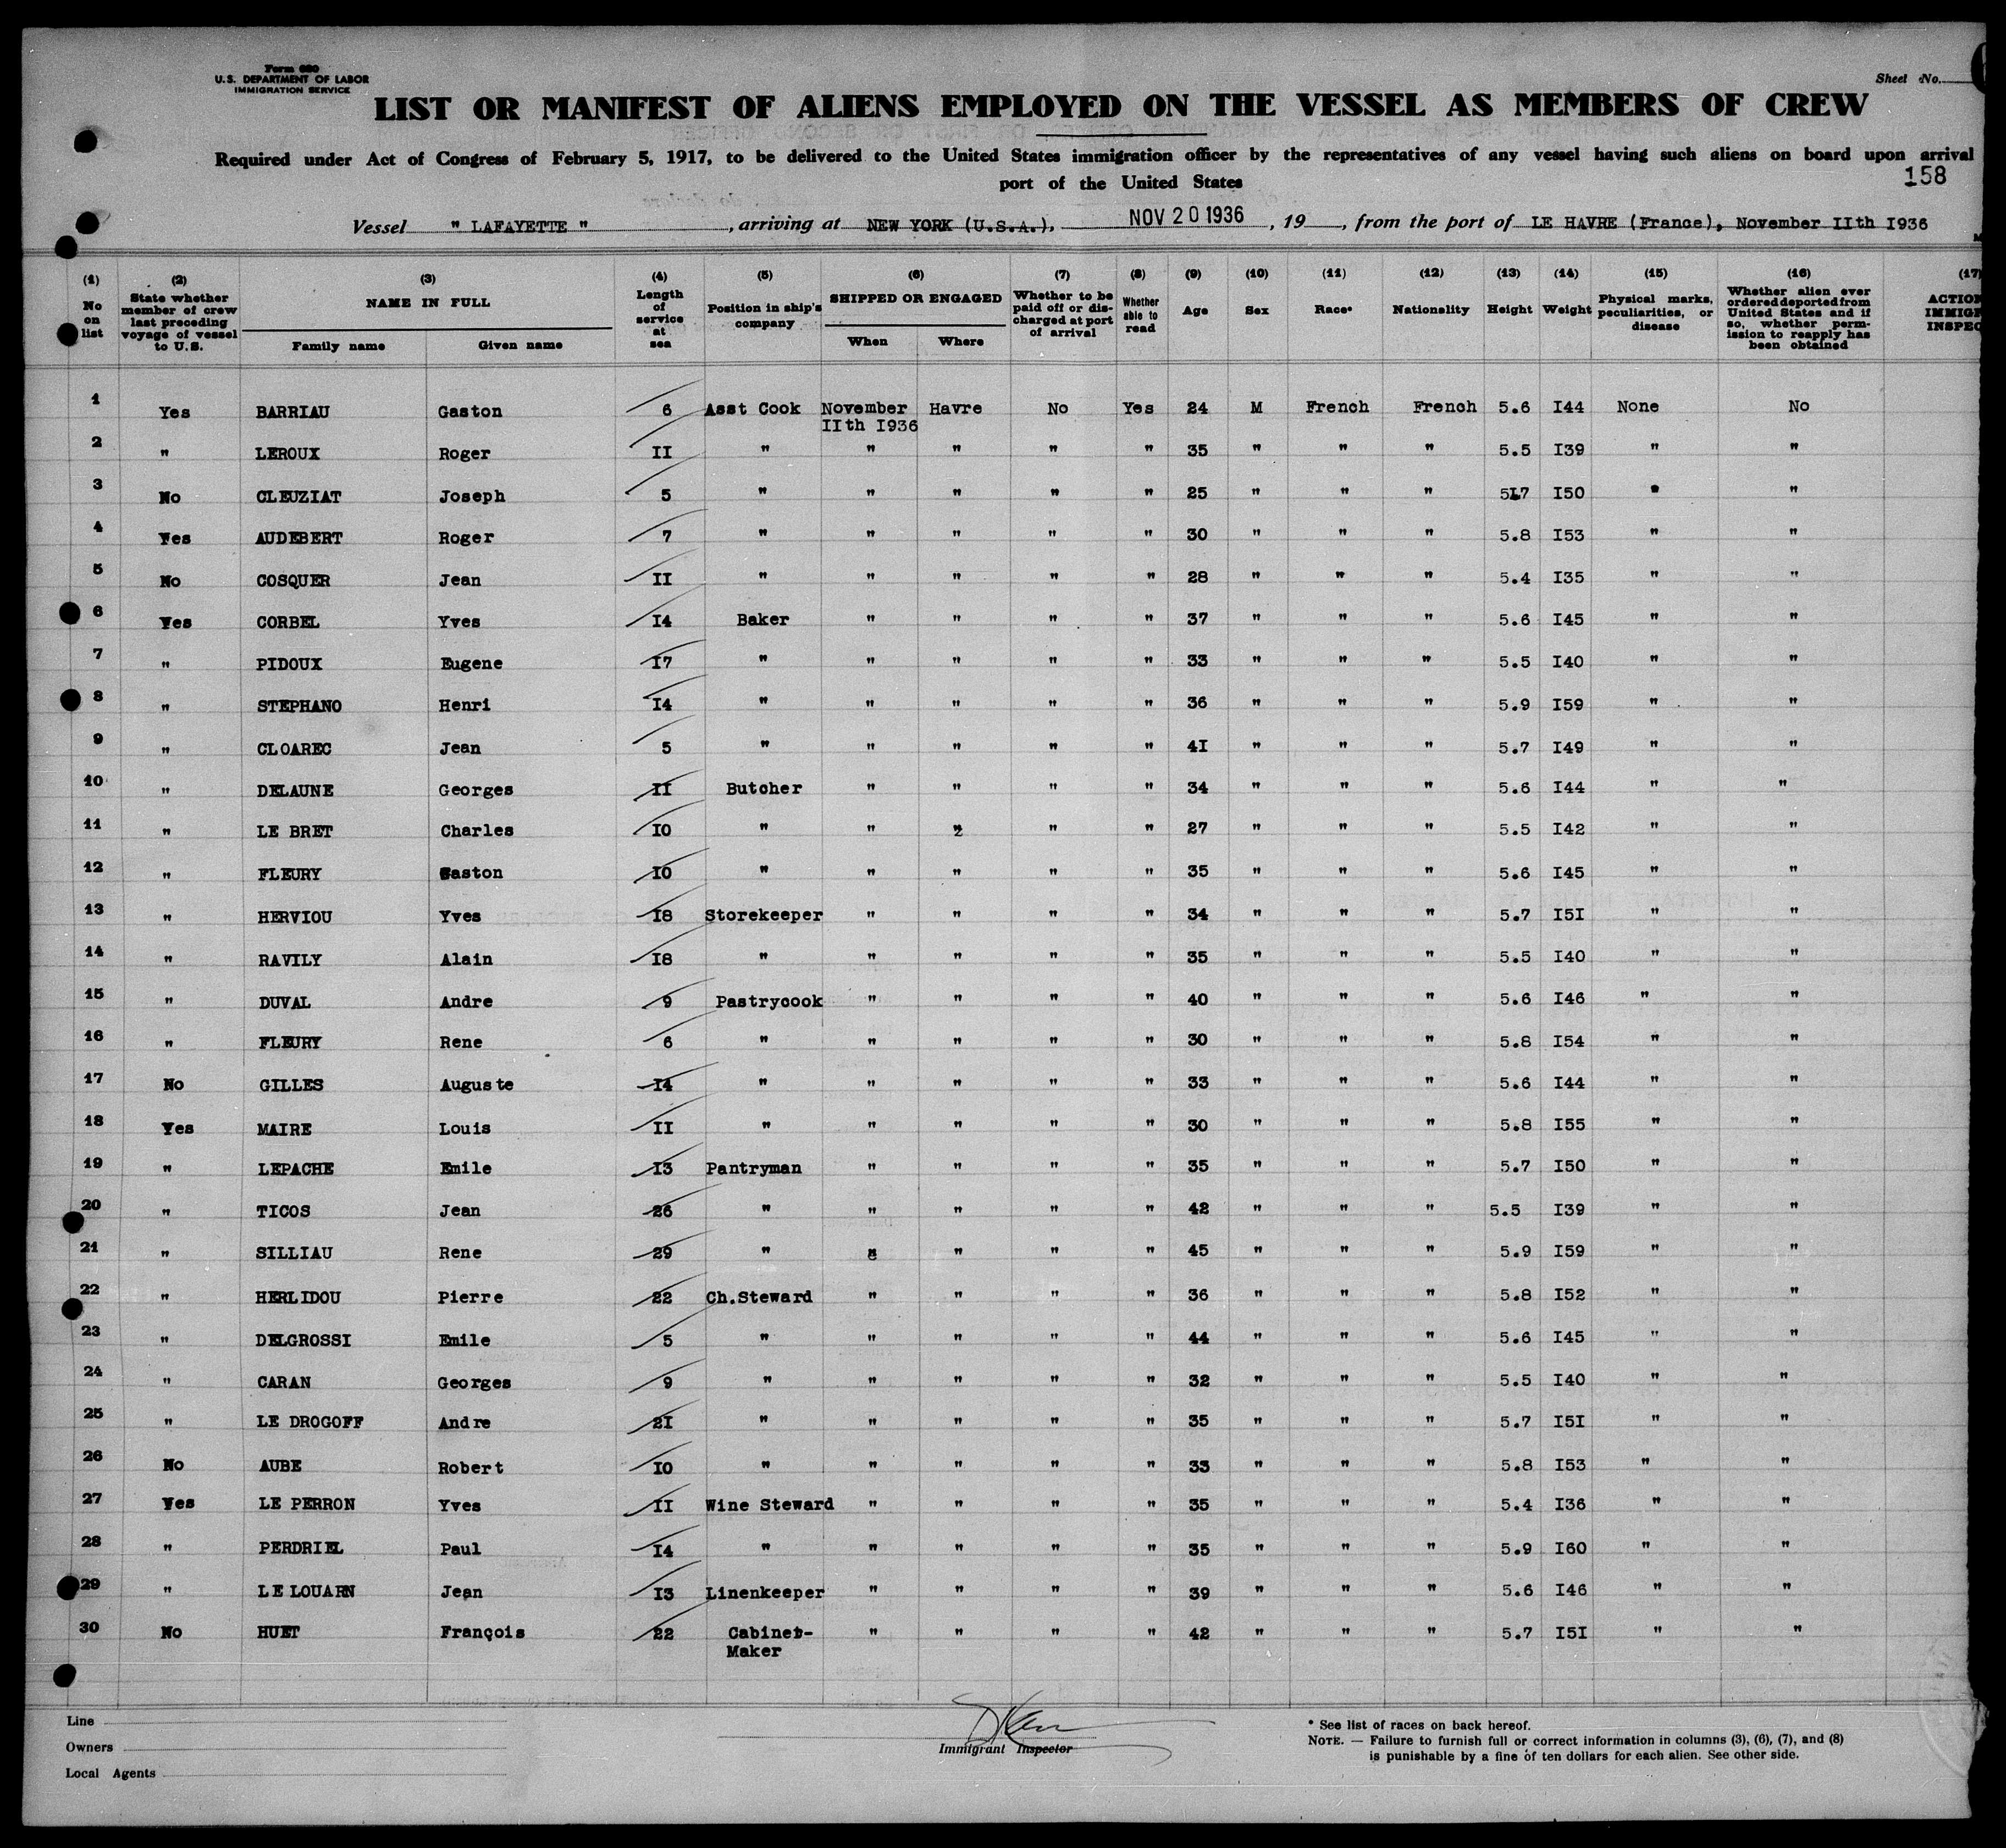 Form 680
U.S. DEPARTMENT OF LABOR
IMMIGRATION SERVICE
Sheet No.
LIST OR MANIFEST OF ALIENS EMPLOYED ON THE VESSEL AS MEMBERS OF CREW
Required under Act of Congress of February 5, 1917, to be delivered to the United States immigration officer by the representatives of any vessel having such aliens on board upon arrival
port of the United States
158
Vessel " LAFAYETTE " , arriving at NEW YORK (U.S.A.), NOV 20 1936 , 19 , from the port of LE HAVRE (France), November IIth I936
(1) (2) (3) (4) (5) (6) (7) (8) (9) (10) (11) (12) (13) (14) (15) (16) (17)
No on list State whether member of crew last preceding voyage of vessel to U.S. NAME IN FULL Family name Given name Length of service at sea Position in ship's company SHIPPED OR ENGAGED When Where Whether to be paid off or discharged at port of arrival Whether able to read Age Sex Race* Nationality Height Weight Physical marks, peculiarities, or disease Whether alien ever ordered deported from United States and if so, whether permission to reapply has been obtained ACTION IMMIGR INSPEC
1 Yes BARRIAU Gaston 6 Asst Cook November IIth I936 Havre No Yes 24 M French French 5.6 I44 None No
2 " LEROUX Roger II " " " " " 35 " " " 5.5 I39 " "
3 No CLEUZIAT Joseph 5 " " " " " 25 " " " 5I7 I50 " "
4 Yes AUDEBERT Roger 7 " " " " " 30 " " " 5.8 I53 " "
5 No COSQUER Jean II " " " " " 28 " " " 5.4 I35 " "
6 Yes CORBEL Yves I4 Baker " " " " 37 " " " 5.6 I45 " "
7 " PIDOUX Eugene I7 " " " " " 33 " " " 5.5 I40 " "
8 " STEPHANO Henri I4 " " " " " 36 " " " 5.9 I59 " "
9 " CLOAREC Jean 5 " " " " " 4I " " " 5.7 I49 " "
10 " DELAUNE Georges II Butcher " " " " 34 " " " 5.6 I44 " "
11 " LE BRET Charles I0 " " " " " 27 " " " 5.5 I42 " "
12 " FLEURY Gaston I0 " " " " " 35 " " " 5.6 I45 " "
13 " HERVIOU Yves I8 Storekeeper " " " " 34 " " " 5.7 I5I " "
14 " RAVILY Alain I8 " " " " " 35 " " " 5.5 I40 " "
15 " DUVAL Andre 9 Pastrycook " " " " 40 " " " 5.6 I46 " "
16 " FLEURY Rene 6 " " " " " 30 " " " 5.8 I54 " "
17 No GILLES Auguste I4 " " " " " 33 " " " 5.6 I44 " "
18 Yes MAIRE Louis II " " " " " 30 " " " 5.8 I55 " "
19 " LEPACHE Emile I3 Pantryman " " " " 35 " " " 5.7 I50 " "
20 " TICOS Jean 26 " " " " " 42 " " " 5.5 I39 " "
21 " SILLIAU Rene 29 " " " " " 45 " " " 5.9 I59 " "
22 " HERLIDOU Pierre 22 Ch.Steward " " " " 36 " " " 5.8 I52 " "
23 " DELGROSSI Emile 5 " " " " " 44 " " " 5.6 I45 " "
24 " CARAN Georges 9 " " " " " 32 " " " 5.5 I40 " "
25 " LE DROGOFF Andre 2I " " " " " 35 " " " 5.7 I5I " "
26 No AUBE Robert I0 " " " " " 33 " " " 5.8 I53 " "
27 Yes LE PERRON Yves II Wine Steward " " " " 35 " " " 5.4 I36 " "
28 " PERDRIEL Paul I4 " " " " " 35 " " " 5.9 I60 " "
29 " LE LOUARN Jean I3 Linenkeeper " " " " 39 " " " 5.6 I46 " "
30 No HUET François 22 Cabinet-Maker " " " " 42 " " " 5.7 I5I " "
Line
Owners
Local Agents
Immigrant Inspector
* See list of races on back hereof.
NOTE. — Failure to furnish full or correct information in columns (3), (6), (7), and (8)
is punishable by a fine of ten dollars for each alien. See other side.